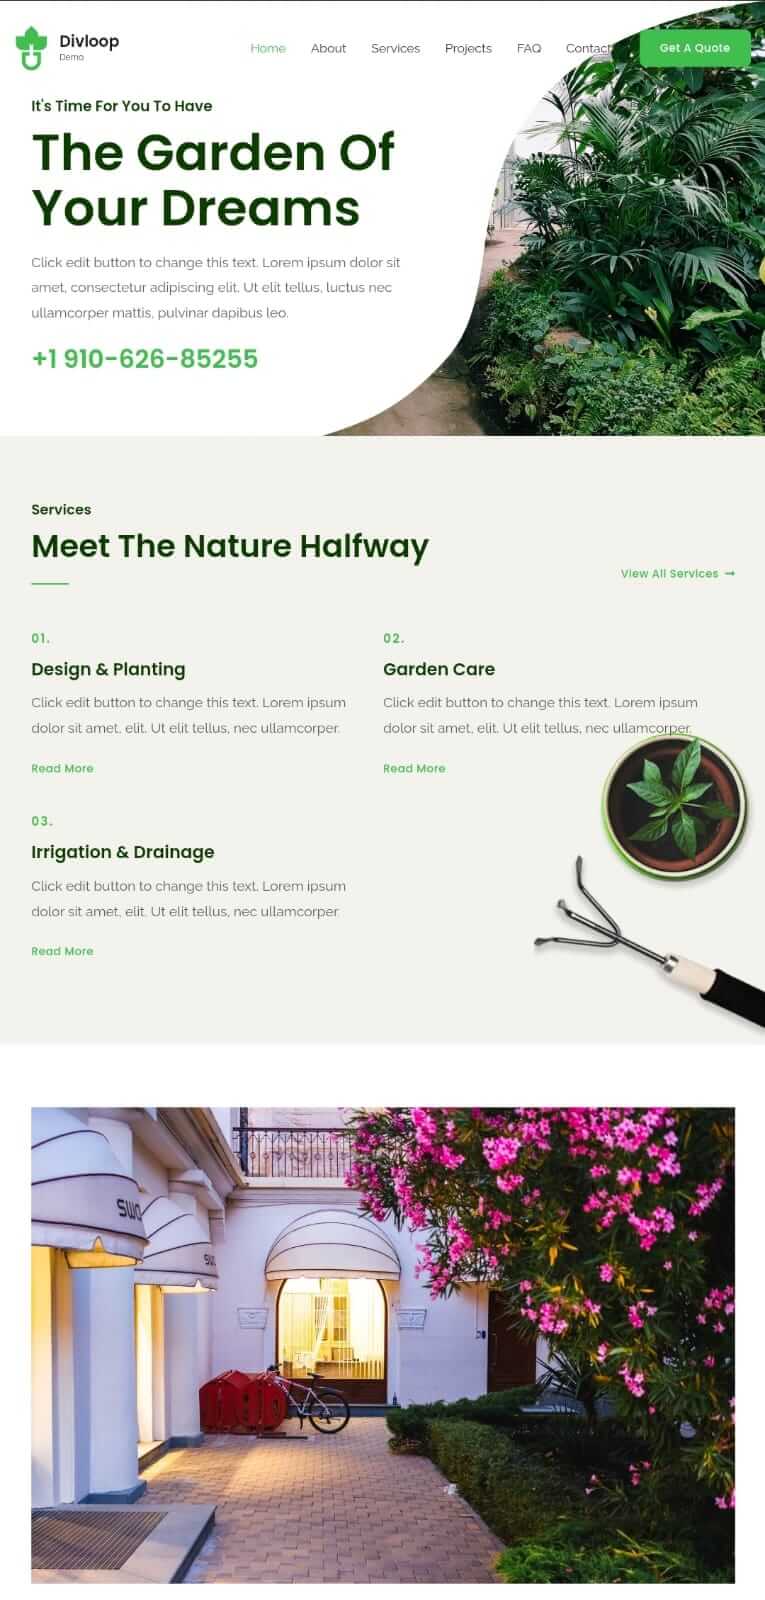 Divloop
Demo
Home About Services Projects FAQ Contact Get A Quote
It's Time For You To Have
The Garden Of
Your Dreams
Click edit button to change this text. Lorem ipsum dolor sit
amet, consectetur adipiscing elit. Ut elit tellus, luctus nec
ullamcorper mattis, pulvinar dapibus leo.
+1 910-626-85255
Services
Meet The Nature Halfway
View All Services →
01.
Design & Planting
Click edit button to change this text. Lorem ipsum
dolor sit amet, elit. Ut elit tellus, nec ullamcorper.
Read More
02.
Garden Care
Click edit button to change this text. Lorem ipsum
dolor sit amet, elit. Ut elit tellus, nec ullamcorper.
Read More
03.
Irrigation & Drainage
Click edit button to change this text. Lorem ipsum
dolor sit amet, elit. Ut elit tellus, nec ullamcorper.
Read More